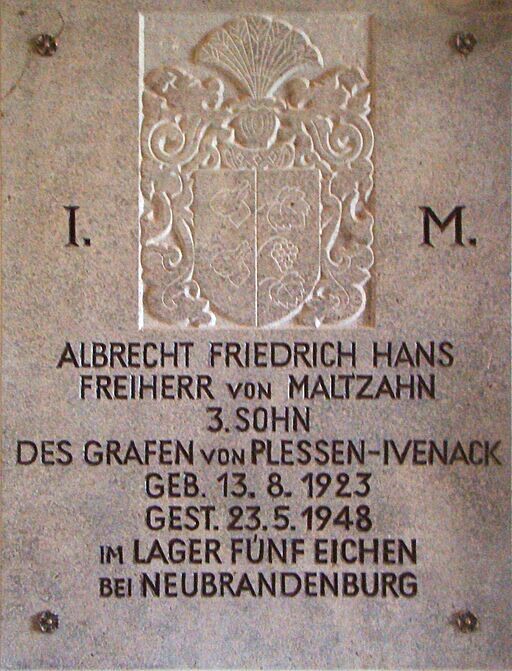 I. M.
ALBRECHT FRIEDRICH HANS
FREIHERR VON MALTZAHN
3. SOHN
DES GRAFEN VON PLESSEN-IVENACK
GEB. 13. 8. 1923
GEST. 23. 5. 1948
IM LAGER FÜNF EICHEN
BEI NEUBRANDENBURG